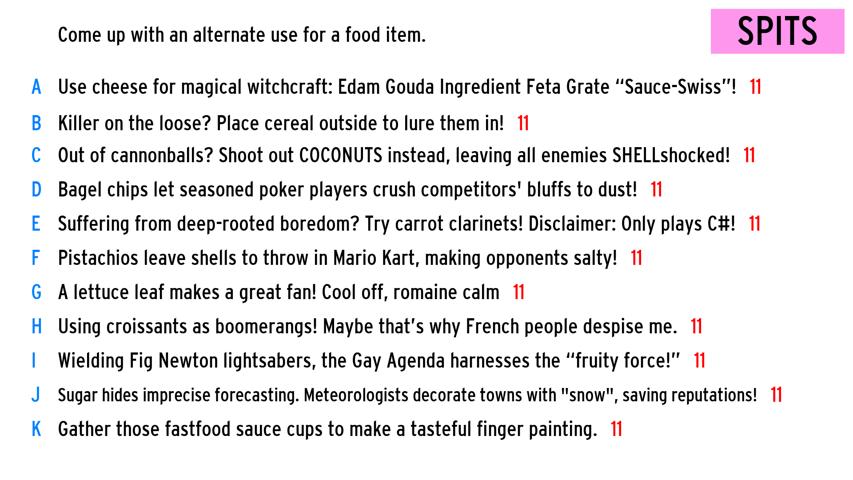 Come up with an alternate use for a food item.
SPITS
A Use cheese for magical witchcraft: Edam Gouda Ingredient Feta Grate “Sauce-Swiss”! 11
B Killer on the loose? Place cereal outside to lure them in! 11
C Out of cannonballs? Shoot out COCONUTS instead, leaving all enemies SHELLshocked! 11
D Bagel chips let seasoned poker players crush competitors' bluffs to dust! 11
E Suffering from deep-rooted boredom? Try carrot clarinets! Disclaimer: Only plays C#! 11
F Pistachios leave shells to throw in Mario Kart, making opponents salty! 11
G A lettuce leaf makes a great fan! Cool off, romaine calm 11
H Using croissants as boomerangs! Maybe that’s why French people despise me. 11
I Wielding Fig Newton lightsabers, the Gay Agenda harnesses the “fruity force!” 11
J Sugar hides imprecise forecasting. Meteorologists decorate towns with "snow", saving reputations! 11
K Gather those fastfood sauce cups to make a tasteful finger painting. 11